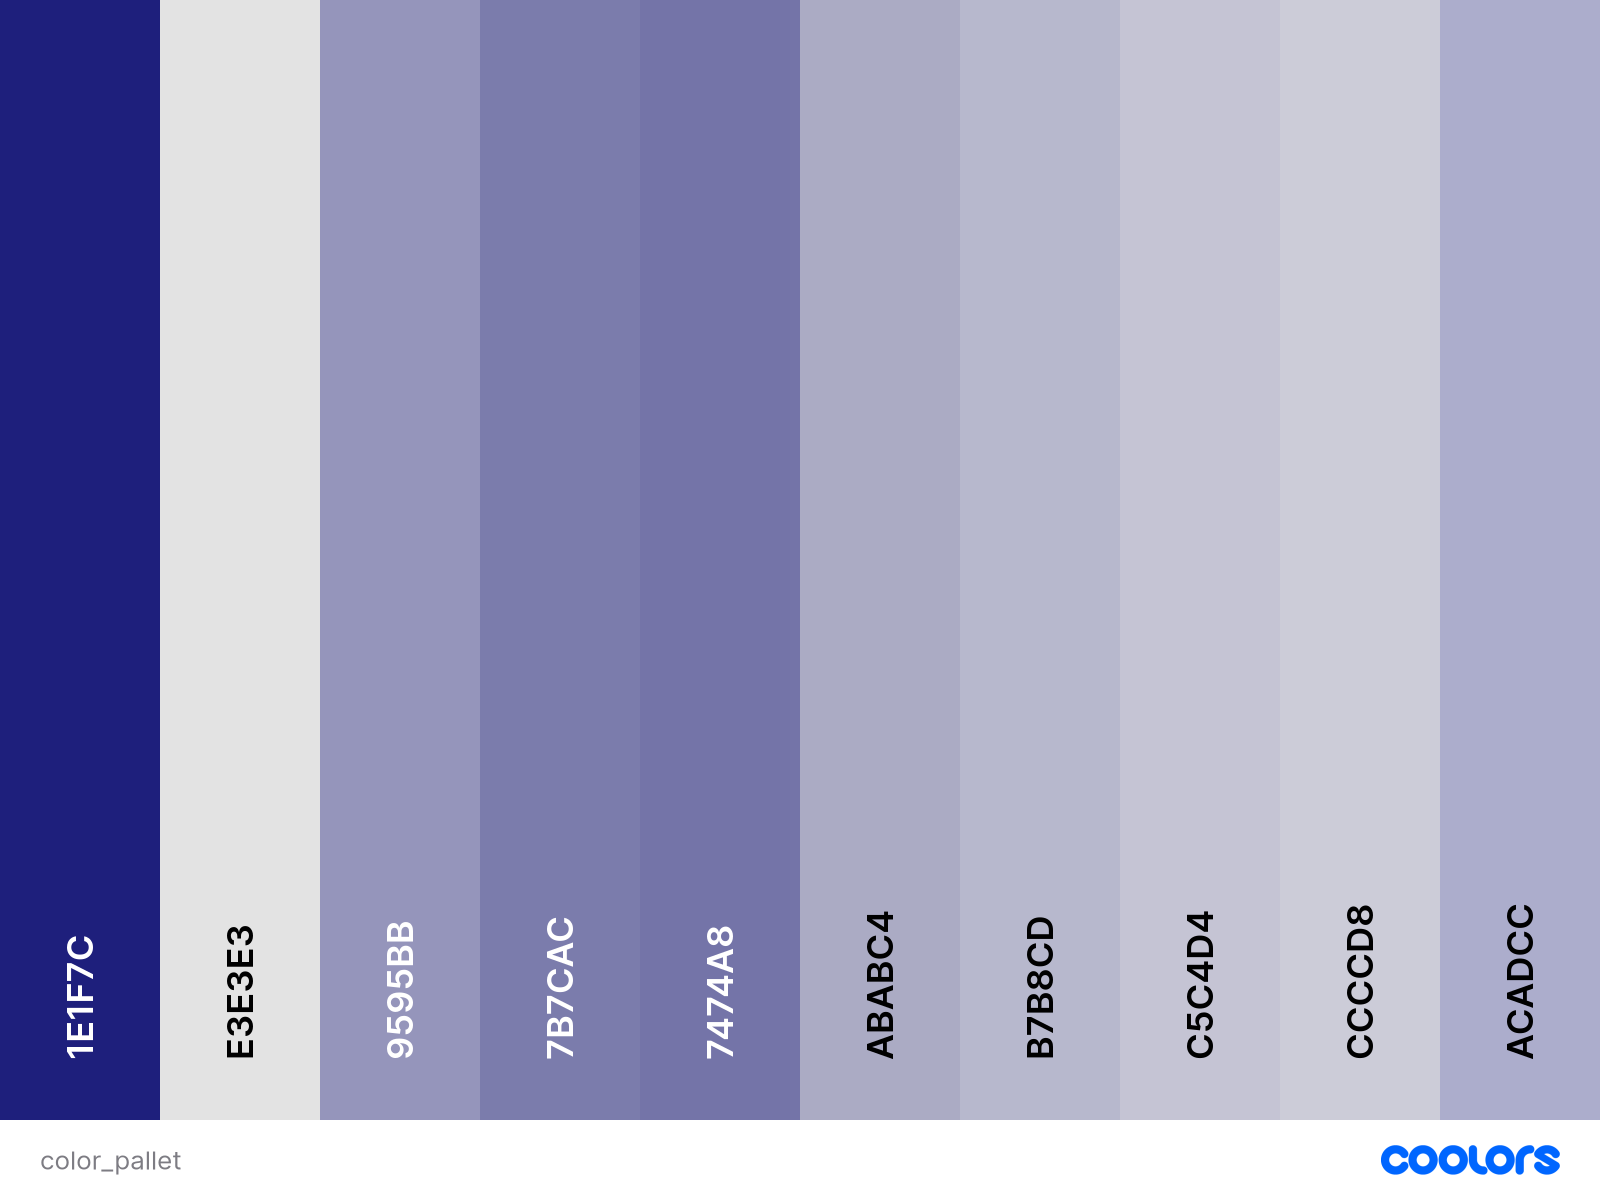 1E1F7C
E3E3E3
9595BB
7B7CAC
7474A8
ABABC4
B7B8CD
C5C4D4
CCCCD8
ACADCC
color_pallet
coolors